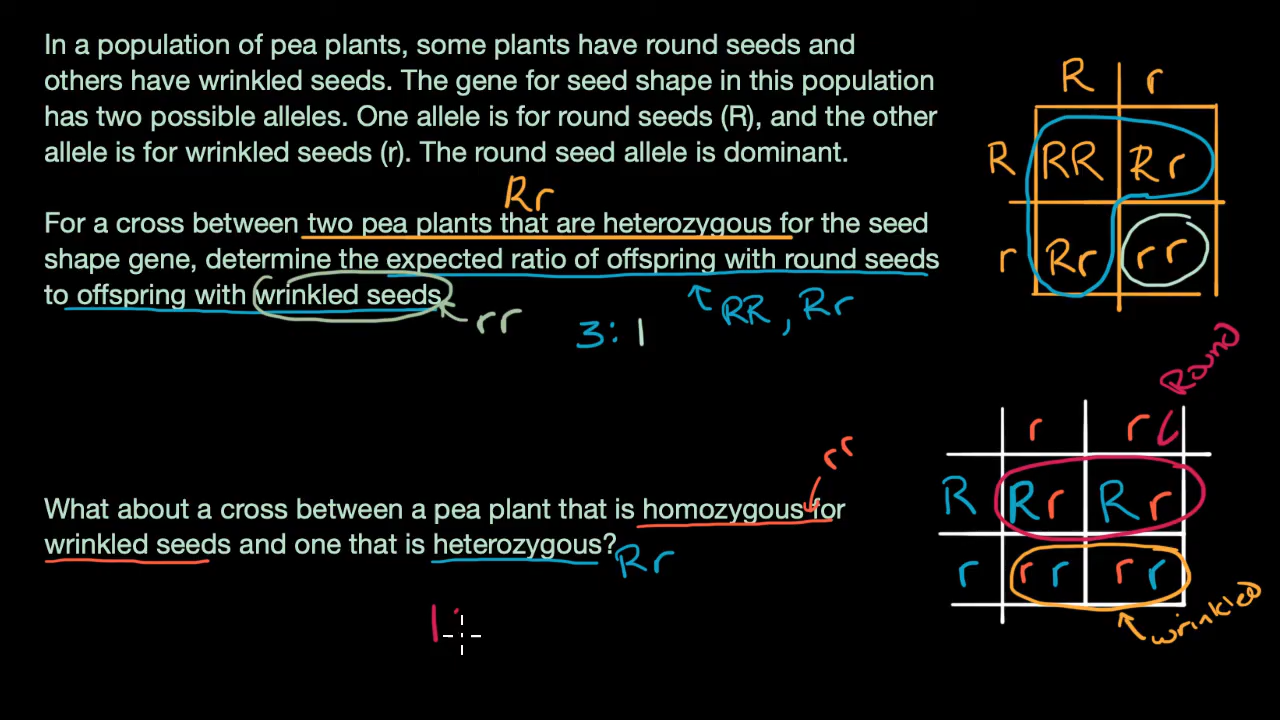 In a population of pea plants, some plants have round seeds and
others have wrinkled seeds. The gene for seed shape in this population
has two possible alleles. One allele is for round seeds (R), and the other
allele is for wrinkled seeds (r). The round seed allele is dominant.
Rr
For a cross between two pea plants that are heterozygous for the seed
shape gene, determine the expected ratio of offspring with round seeds
to offspring with wrinkled seeds
rr
RR, Rr
3:1
R r
R RR Rr
r Rr rr
rr
What about a cross between a pea plant that is homozygous for
wrinkled seeds and one that is heterozygous?
Rr
1:
Round
r r
R Rr Rr
r rr rr
wrinkled